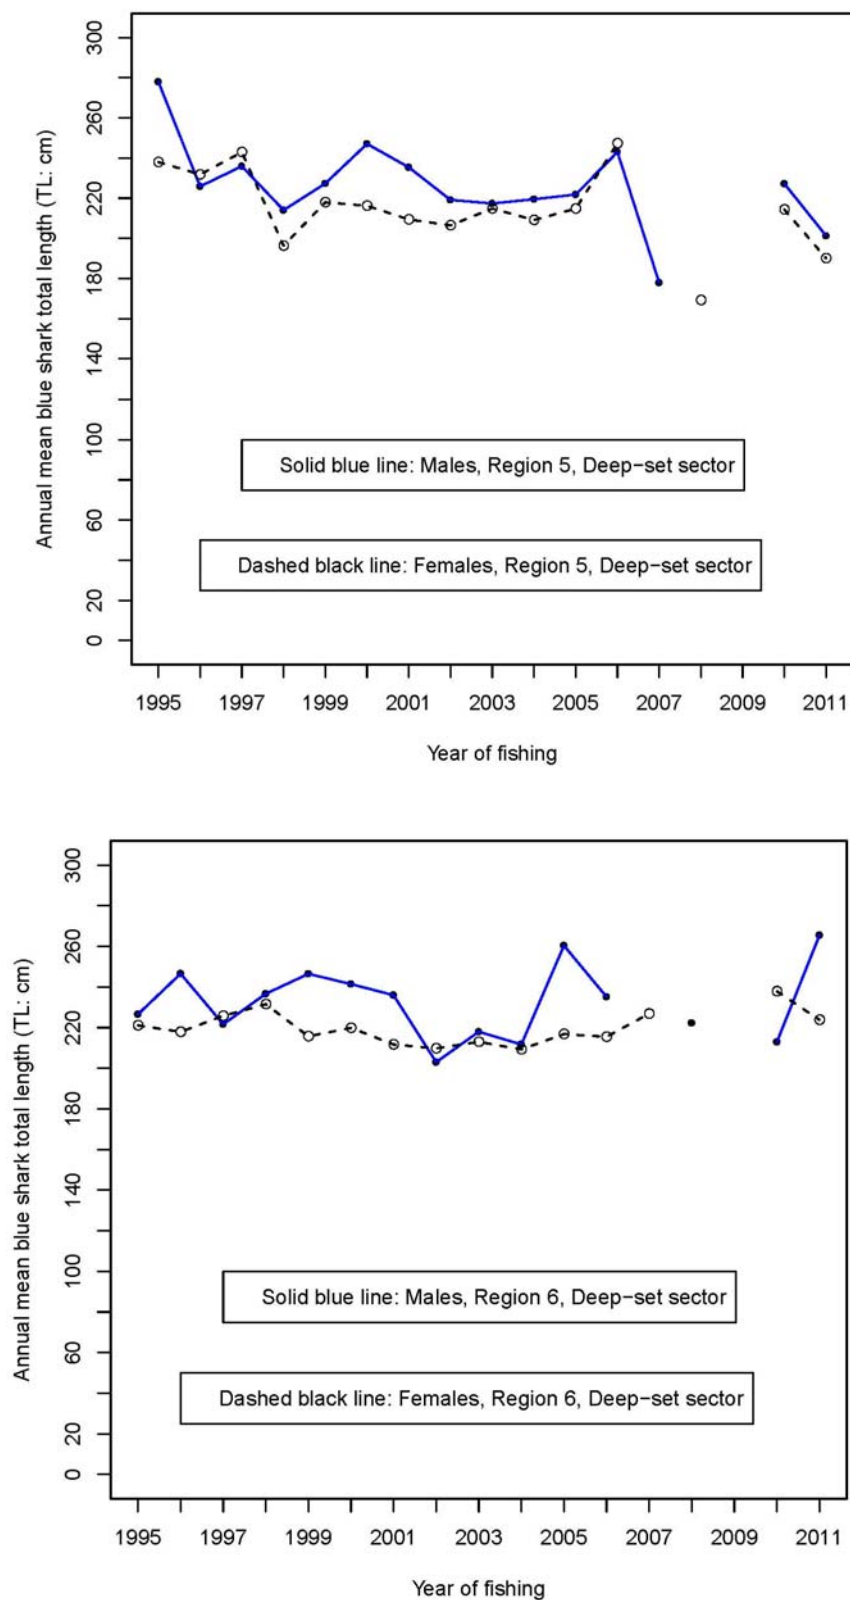 Annual mean blue shark total length (TL: cm)
300
260
220
180
140
100
60
20
0
Solid blue line: Males, Region 5, Deep−set sector
Dashed black line: Females, Region 5, Deep−set sector
1995 1997 1999 2001 2003 2005 2007 2009 2011
Year of fishing
Annual mean blue shark total length (TL: cm)
300
260
220
180
140
100
60
20
0
Solid blue line: Males, Region 6, Deep−set sector
Dashed black line: Females, Region 6, Deep−set sector
1995 1997 1999 2001 2003 2005 2007 2009 2011
Year of fishing